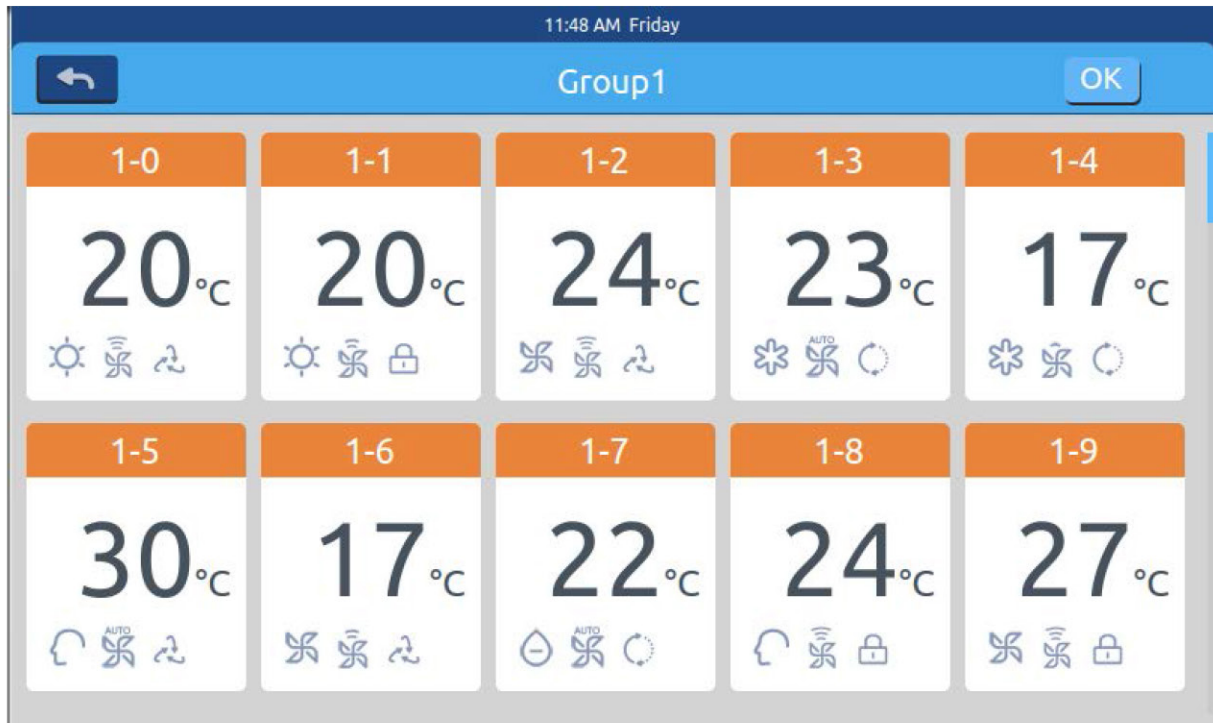 11:48 AM Friday
Group1 OK
1-0 1-1 1-2 1-3 1-4
20°C 20°C 24°C 23°C 17°C
AUTO
1-5 1-6 1-7 1-8 1-9
30°C 17°C 22°C 24°C 27°C
AUTO AUTO